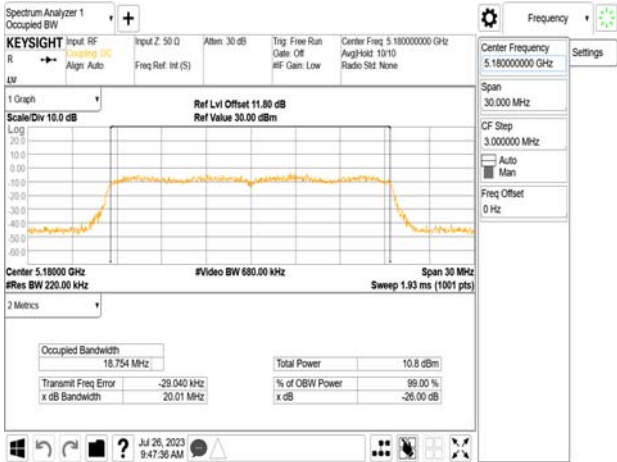 Spectrum Analyzer 1
Occupied BW
+
Frequency
Settings
KEYSIGHT
R
LW
Input: RF
Coupling: DC
Align: Auto
Input Z: 50 Ω
Freq Ref: Int (S)
Atten: 30 dB
Trig: Free Run
Gate: Off
#IF Gain: Low
Center Freq: 5.180000000 GHz
Avg|Hold: 10/10
Radio Std: None
Center Frequency
5.180000000 GHz
Span
30.000 MHz
CF Step
3.000000 MHz
Auto
Man
Freq Offset
0 Hz
1 Graph
Scale/Div 10.0 dB
Ref Lvl Offset 11.80 dB
Ref Value 30.00 dBm
Log
20.0
10.0
0.00
-10.0
-20.0
-30.0
-40.0
-50.0
-60.0
Center 5.18000 GHz
#Res BW 220.00 kHz
#Video BW 680.00 kHz
Span 30 MHz
Sweep 1.93 ms (1001 pts)
2 Metrics
Occupied Bandwidth
18.754 MHz
Transmit Freq Error -29.040 kHz
x dB Bandwidth 20.01 MHz
Total Power 10.8 dBm
% of OBW Power 99.00 %
x dB -26.00 dB
?
Jul 26, 2023
9:47:36 AM